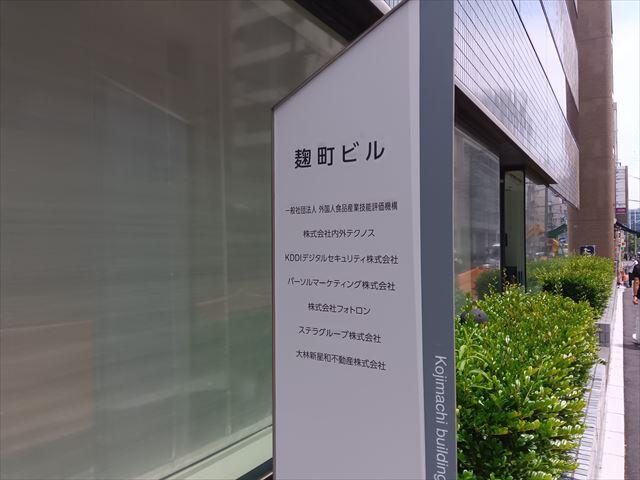 麹町ビル
一般社団法人 外国人食品産業技能評価機構
株式会社内外テクノス
KDDIデジタルセキュリティ株式会社
パーソルマーケティング株式会社
株式会社フォトロン
ステラグループ株式会社
大林新星和不動産株式会社
Kojimachi building